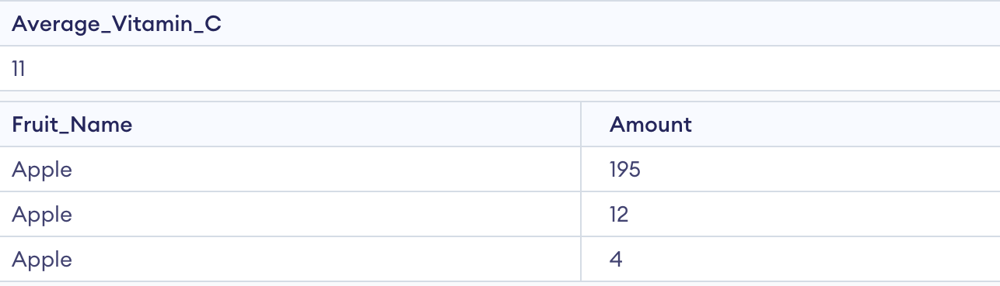 Average_Vitamin_C
11
Fruit_Name Amount
Apple 195
Apple 12
Apple 4